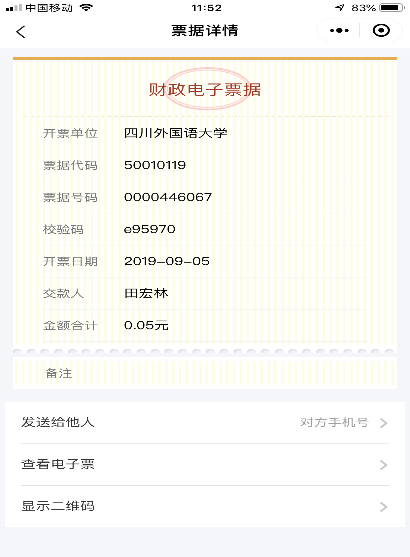 中国移动 11:52 83%
票据详情
财政电子票据
开票单位 四川外国语大学
票据代码 50010119
票据号码 0000446067
校验码 e95970
开票日期 2019-09-05
交款人 田宏林
金额合计 0.05元
备注
发送给他人 对方手机号
查看电子票
显示二维码